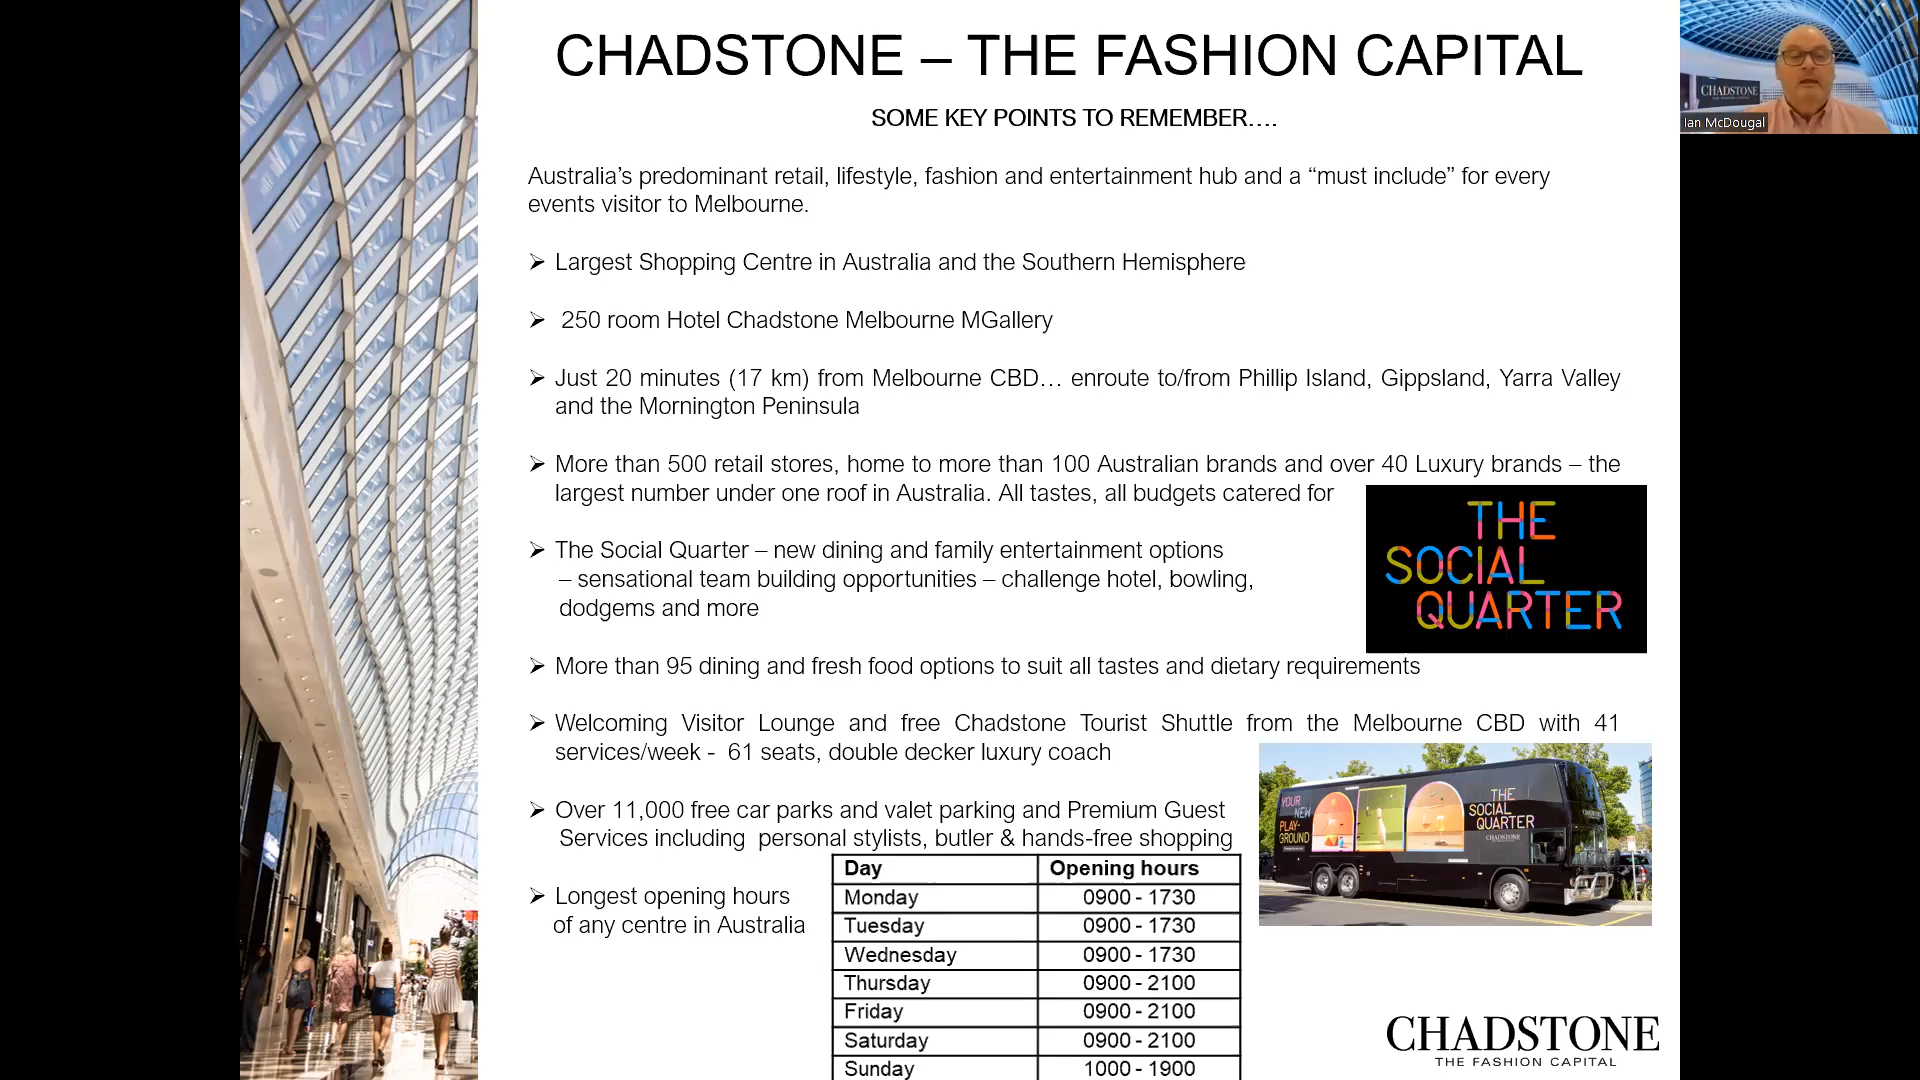 CHADSTONE – THE FASHION CAPITAL
SOME KEY POINTS TO REMEMBER....
CHADSTONE
THE FASHION CAPITAL
Ian McDougal
Australia’s predominant retail, lifestyle, fashion and entertainment hub and a “must include” for every
events visitor to Melbourne.
➢ Largest Shopping Centre in Australia and the Southern Hemisphere
➢ 250 room Hotel Chadstone Melbourne MGallery
➢ Just 20 minutes (17 km) from Melbourne CBD… enroute to/from Phillip Island, Gippsland, Yarra Valley
and the Mornington Peninsula
➢ More than 500 retail stores, home to more than 100 Australian brands and over 40 Luxury brands – the
largest number under one roof in Australia. All tastes, all budgets catered for
➢ The Social Quarter – new dining and family entertainment options
– sensational team building opportunities – challenge hotel, bowling,
dodgems and more
THE
SOCIAL
QUARTER
➢ More than 95 dining and fresh food options to suit all tastes and dietary requirements
➢ Welcoming Visitor Lounge and free Chadstone Tourist Shuttle from the Melbourne CBD with 41
services/week - 61 seats, double decker luxury coach
➢ Over 11,000 free car parks and valet parking and Premium Guest
Services including personal stylists, butler & hands-free shopping
YOUR
NEW
PLAY-
GROUND
THE
SOCIAL
QUARTER
CHADSTONE
➢ Longest opening hours
of any centre in Australia
Day Opening hours
Monday 0900 - 1730
Tuesday 0900 - 1730
Wednesday 0900 - 1730
Thursday 0900 - 2100
Friday 0900 - 2100
Saturday 0900 - 2100
Sunday 1000 - 1900
CHADSTONE
THE FASHION CAPITAL